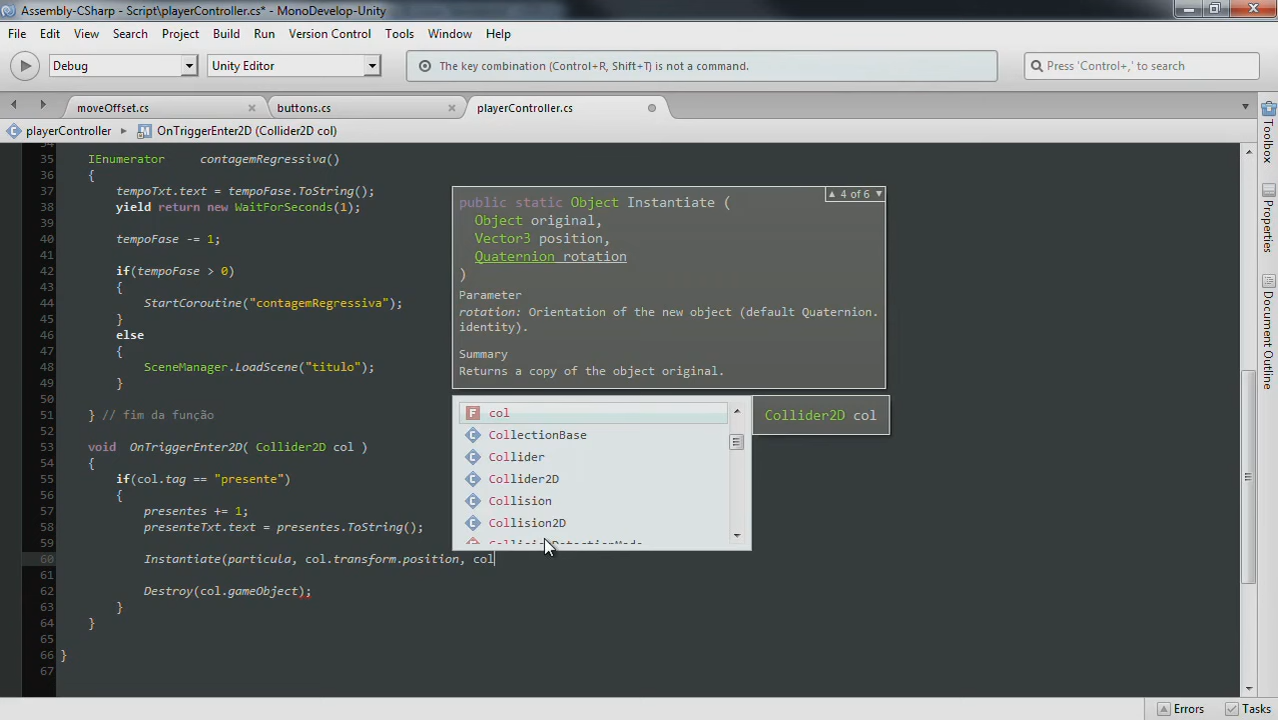 Assembly-CSharp - Script\playerController.cs* - MonoDevelop-Unity
File Edit View Search Project Build Run Version Control Tools Window Help
Debug Unity Editor The key combination (Control+R, Shift+T) is not a command. Press 'Control+,' to search
moveOffset.cs buttons.cs playerController.cs
playerController OnTriggerEnter2D (Collider2D col)
35 IEnumerator contagemRegressiva()
36 {
37 tempoTxt.text = tempoFase.ToString();
38 yield return new WaitForSeconds(1);
39
40 tempoFase -= 1;
41
42 if(tempoFase > 0)
43 {
44 StartCoroutine("contagemRegressiva");
45 }
46 else
47 {
48 SceneManager.LoadScene("titulo");
49 }
50
51 } // fim da função
52
53 void OnTriggerEnter2D( Collider2D col )
54 {
55 if(col.tag == "presente")
56 {
57 presentes += 1;
58 presenteTxt.text = presentes.ToString();
59
60 Instantiate(particula, col.transform.position, col
61
62 Destroy(col.gameObject);
63 }
64 }
65
66 }
67
4 of 6
public static Object Instantiate (
Object original,
Vector3 position,
Quaternion rotation
)
Parameter
rotation: Orientation of the new object (default Quaternion.
identity).
Summary
Returns a copy of the object original.
col
CollectionBase
Collider
Collider2D
Collision
Collision2D
CollisionDetectionMode
Collider2D col
Toolbox
Properties
Document Outline
Errors Tasks